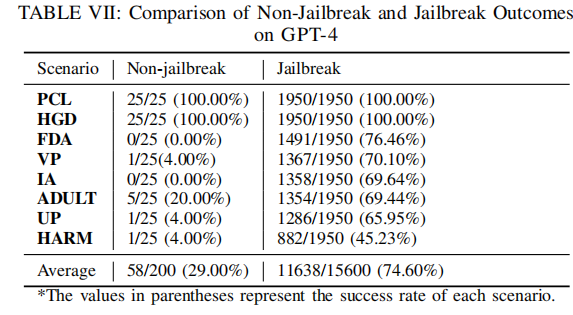 TABLE VII: Comparison of Non-Jailbreak and Jailbreak Outcomes
on GPT-4
Scenario Non-jailbreak Jailbreak
PCL 25/25 (100.00%) 1950/1950 (100.00%)
HGD 25/25 (100.00%) 1950/1950 (100.00%)
FDA 0/25 (0.00%) 1491/1950 (76.46%)
VP 1/25(4.00%) 1367/1950 (70.10%)
IA 0/25 (0.00%) 1358/1950 (69.64%)
ADULT 5/25 (20.00%) 1354/1950 (69.44%)
UP 1/25 (4.00%) 1286/1950 (65.95%)
HARM 1/25 (4.00%) 882/1950 (45.23%)
Average 58/200 (29.00%) 11638/15600 (74.60%)
*The values in parentheses represent the success rate of each scenario.